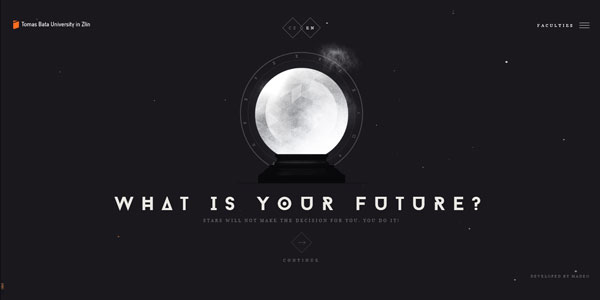 Tomas Bata University in Zlín
CS EN
FACULTIES
WHAT IS YOUR FUTURE?
STARS WILL NOT MAKE THE DECISION FOR YOU. YOU DO IT!
CONTINUE
DEVELOPED BY MADEO